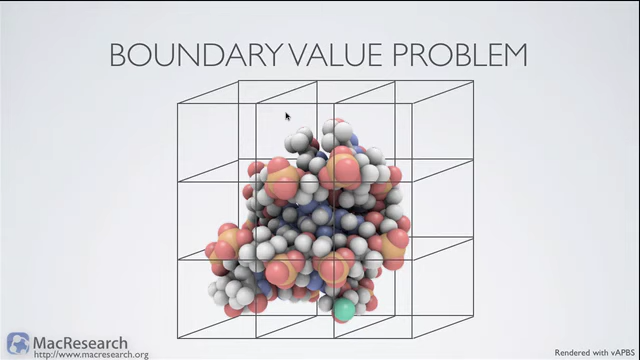 BOUNDARY VALUE PROBLEM
MacResearch
http://www.macresearch.org
Rendered with vAPBS